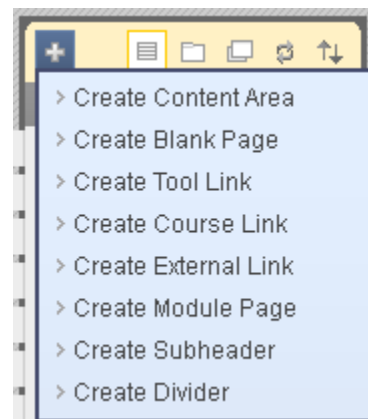 Create Content Area
Create Blank Page
Create Tool Link
Create Course Link
Create External Link
Create Module Page
Create Subheader
Create Divider